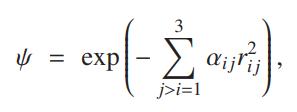 ψ = exp(− ∑_{j>i=1}^{3} α_{ij} r_{ij}^2),